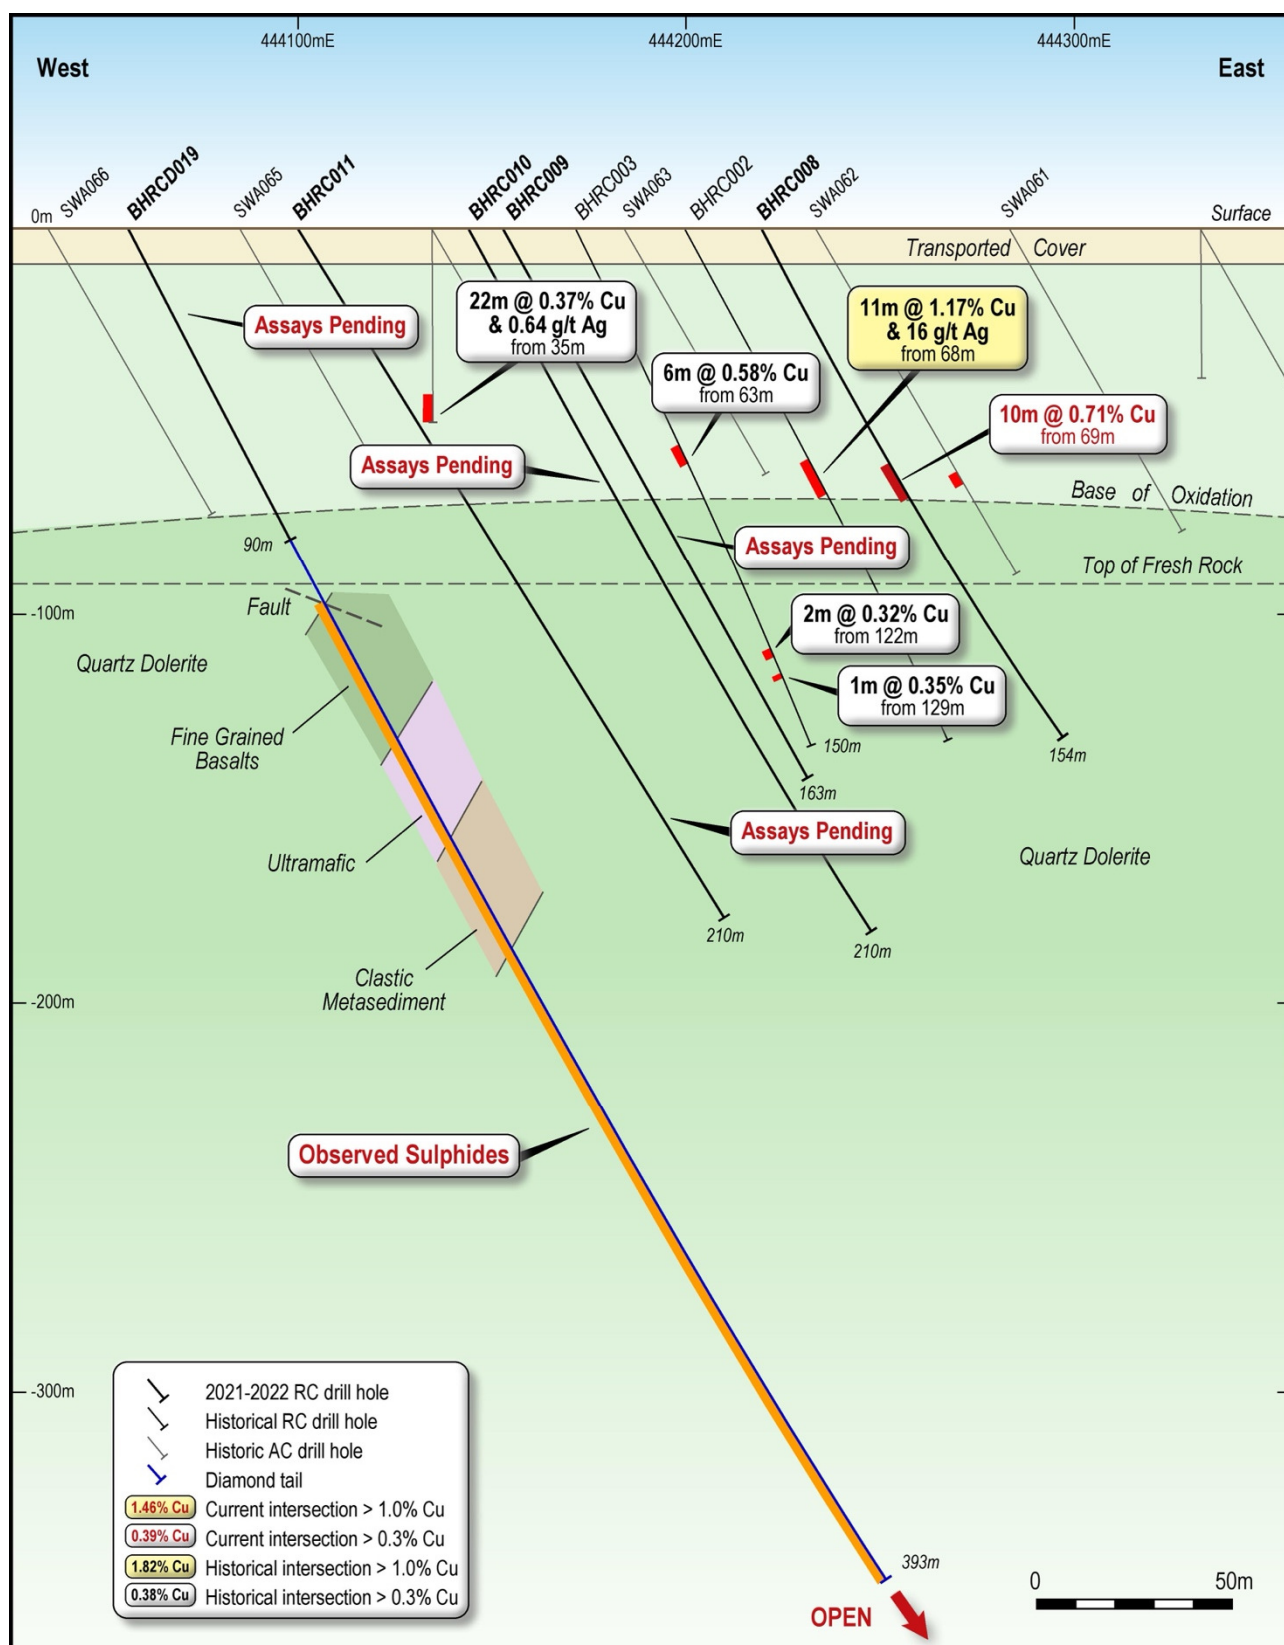 444100mE
444200mE
444300mE
West
East
SWA066
BHRCD019
SWA065
BHRC011
BHRC010
BHRC009
BHRC003
SWA063
BHRC002
BHRC008
SWA062
SWA061
0m
Surface
Transported Cover
22m @ 0.37% Cu
& 0.64 g/t Ag
from 35m
11m @ 1.17% Cu
& 16 g/t Ag
from 68m
Assays Pending
6m @ 0.58% Cu
from 63m
10m @ 0.71% Cu
from 69m
Assays Pending
Base of Oxidation
90m
Assays Pending
Top of Fresh Rock
-100m
Fault
2m @ 0.32% Cu
from 122m
Quartz Dolerite
1m @ 0.35% Cu
from 129m
Fine Grained
Basalts
150m
154m
163m
Assays Pending
Ultramafic
Quartz Dolerite
210m
210m
Clastic
Metasediment
-200m
Observed Sulphides
-300m
2021-2022 RC drill hole
Historical RC drill hole
Historic AC drill hole
Diamond tail
1.46% Cu Current intersection > 1.0% Cu
0.39% Cu Current intersection > 0.3% Cu
1.82% Cu Historical intersection > 1.0% Cu
0.38% Cu Historical intersection > 0.3% Cu
393m
OPEN
0 50m